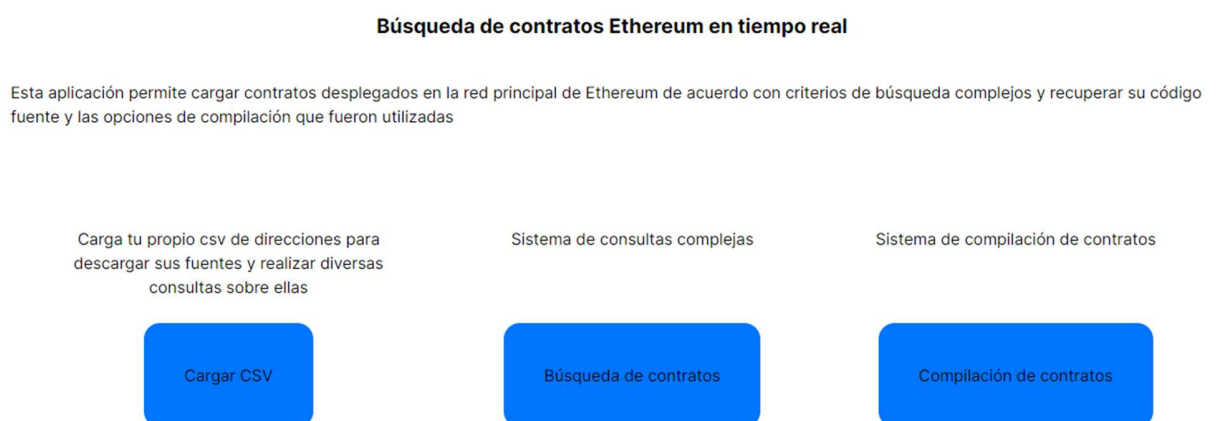 Búsqueda de contratos Ethereum en tiempo real
Esta aplicación permite cargar contratos desplegados en la red principal de Ethereum de acuerdo con criterios de búsqueda complejos y recuperar su código
fuente y las opciones de compilación que fueron utilizadas
Carga tu propio csv de direcciones para
descargar sus fuentes y realizar diversas
consultas sobre ellas
Cargar CSV
Sistema de consultas complejas
Búsqueda de contratos
Sistema de compilación de contratos
Compilación de contratos